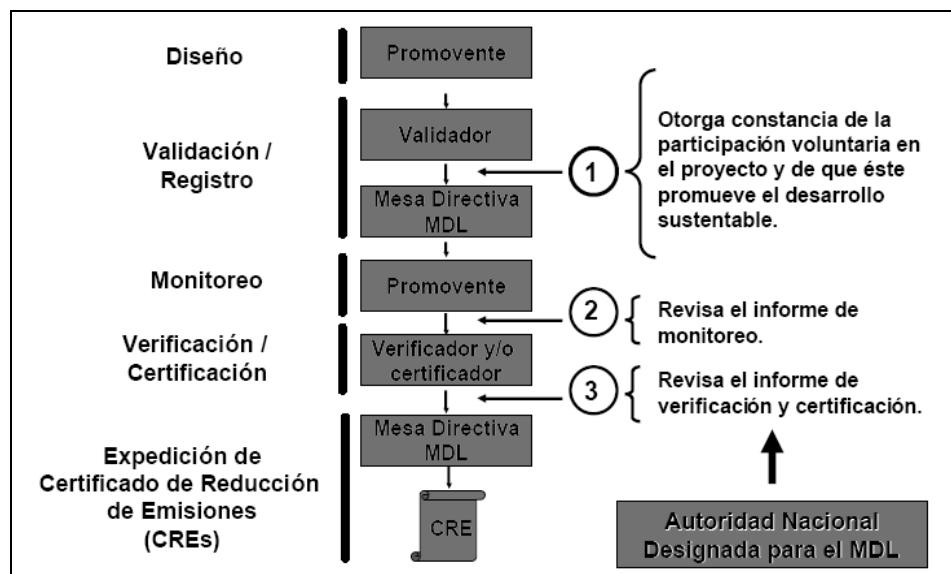 Diseño
Promovente
Validación /
Registro
Validador
Mesa Directiva
MDL
1
Otorga constancia de la
participación voluntaria en
el proyecto y de que éste
promueve el desarrollo
sustentable.
Monitoreo
Promovente
2
Revisa el informe de
monitoreo.
Verificación /
Certificación
Verificador y/o
certificador
3
Revisa el informe de
verificación y certificación.
Expedición de
Certificado de Reducción
de Emisiones
(CREs)
Mesa Directiva
MDL
CRE
Autoridad Nacional
Designada para el MDL